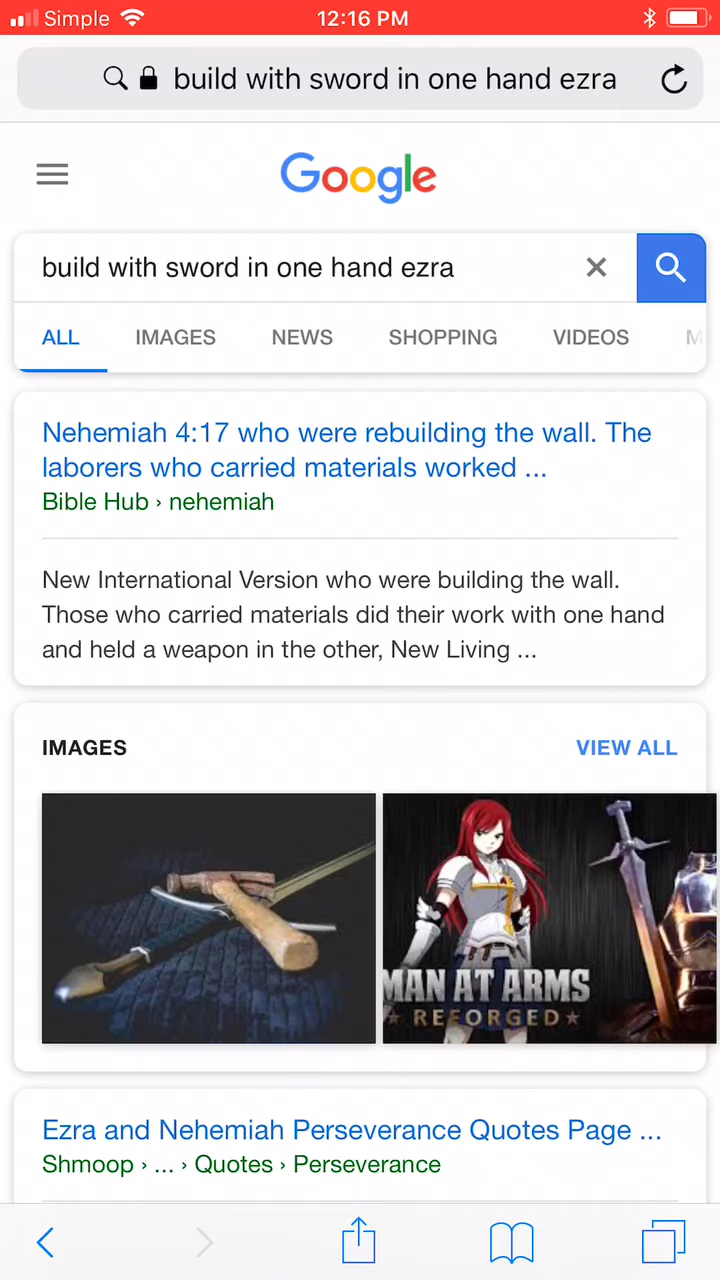 Simple 12:16 PM
build with sword in one hand ezra
Google
build with sword in one hand ezra
ALL IMAGES NEWS SHOPPING VIDEOS M
Nehemiah 4:17 who were rebuilding the wall. The
laborers who carried materials worked ...
Bible Hub › nehemiah
New International Version who were building the wall.
Those who carried materials did their work with one hand
and held a weapon in the other, New Living ...
IMAGES VIEW ALL
MAN AT ARMS
★ REFORGED ★
Ezra and Nehemiah Perseverance Quotes Page ...
Shmoop › ... › Quotes › Perseverance